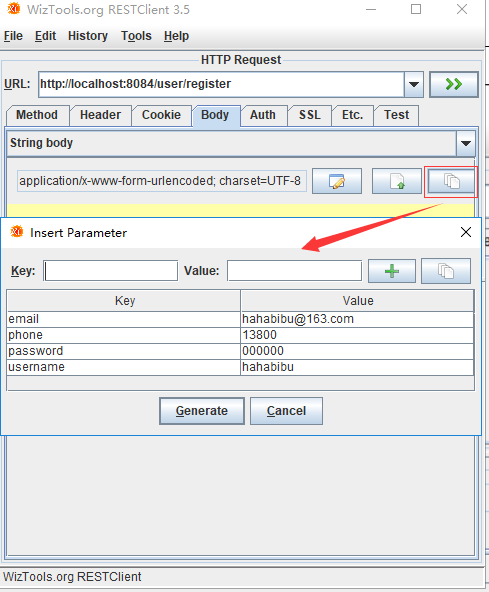 WizTools.org RESTClient 3.5
File Edit History Tools Help
HTTP Request
URL: http://localhost:8084/user/register
Method Header Cookie Body Auth SSL Etc. Test
String body
application/x-www-form-urlencoded; charset=UTF-8
Insert Parameter
Key: Value:
Key Value
email hahabibu@163.com
phone 13800
password 000000
username hahabibu
Generate Cancel
WizTools.org RESTClient